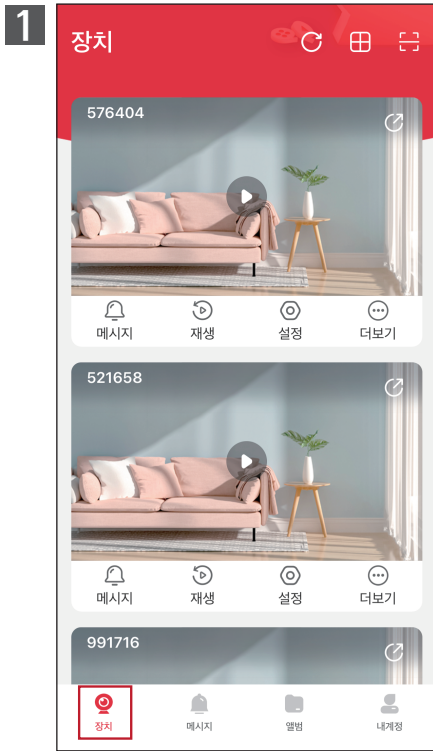 1
장치
576404
메시지 재생 설정 더보기
521658
메시지 재생 설정 더보기
991716
장치 메시지 앨범 내계정